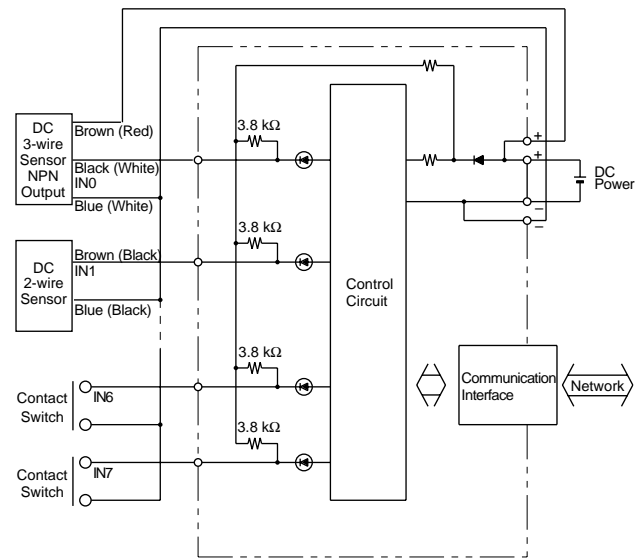 DC
3-wire
Sensor
NPN
Output
Brown (Red)
Black (White)
IN0
Blue (White)
3.8 kΩ
DC
2-wire
Sensor
Brown (Black)
IN1
Blue (Black)
3.8 kΩ
Control
Circuit
+
+
−
−
DC
Power
Contact
Switch
IN6
3.8 kΩ
Contact
Switch
IN7
3.8 kΩ
Communication
Interface
Network